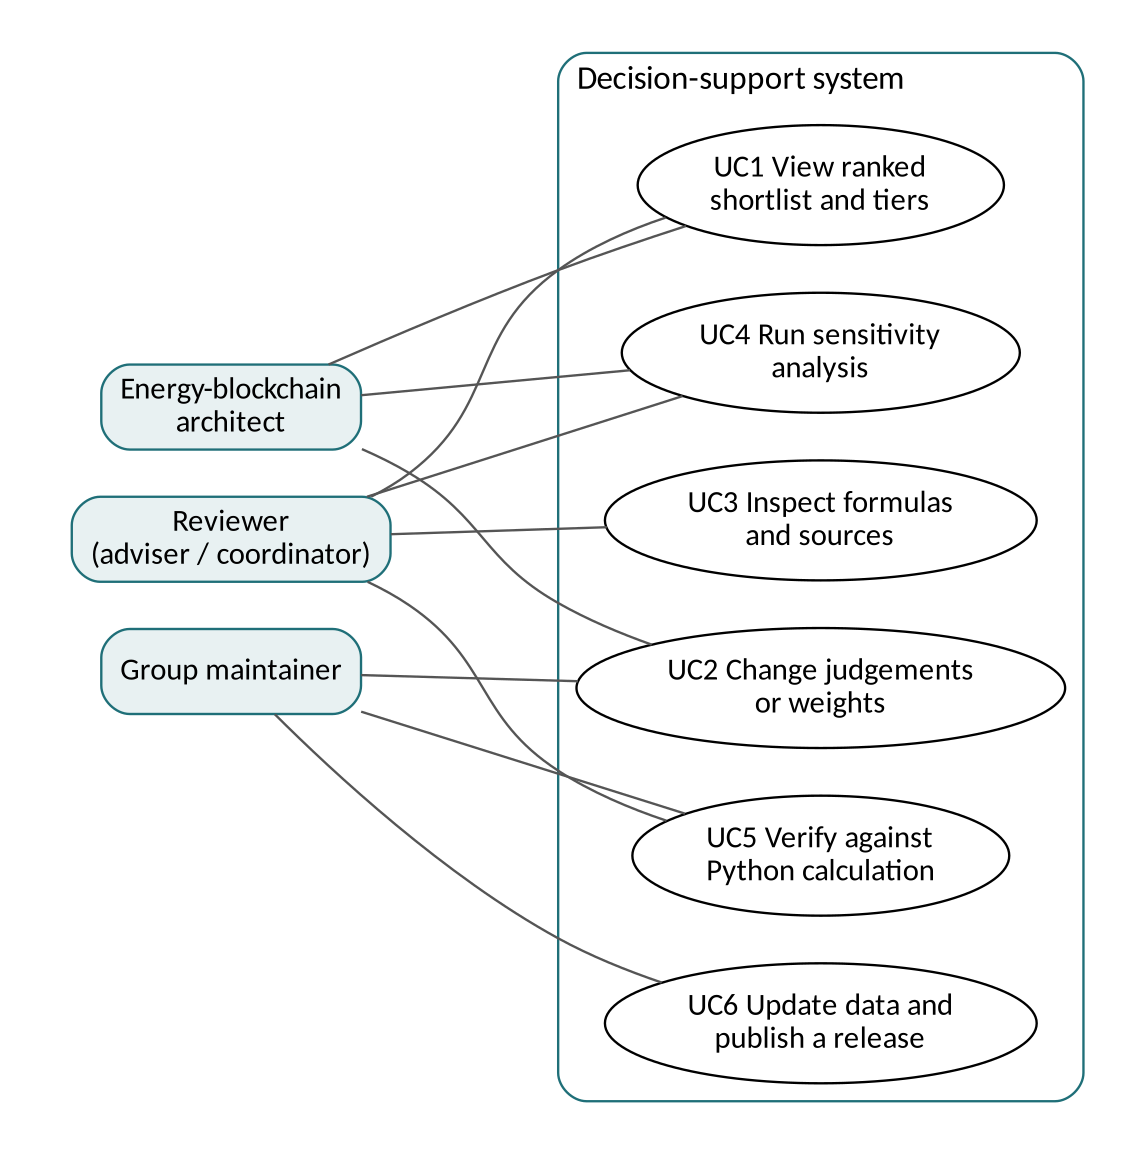 Decision-support system
UC1 View ranked
shortlist and tiers
UC4 Run sensitivity
analysis
Energy-blockchain
architect
UC3 Inspect formulas
and sources
Reviewer
(adviser / coordinator)
Group maintainer
UC2 Change judgements
or weights
UC5 Verify against
Python calculation
UC6 Update data and
publish a release